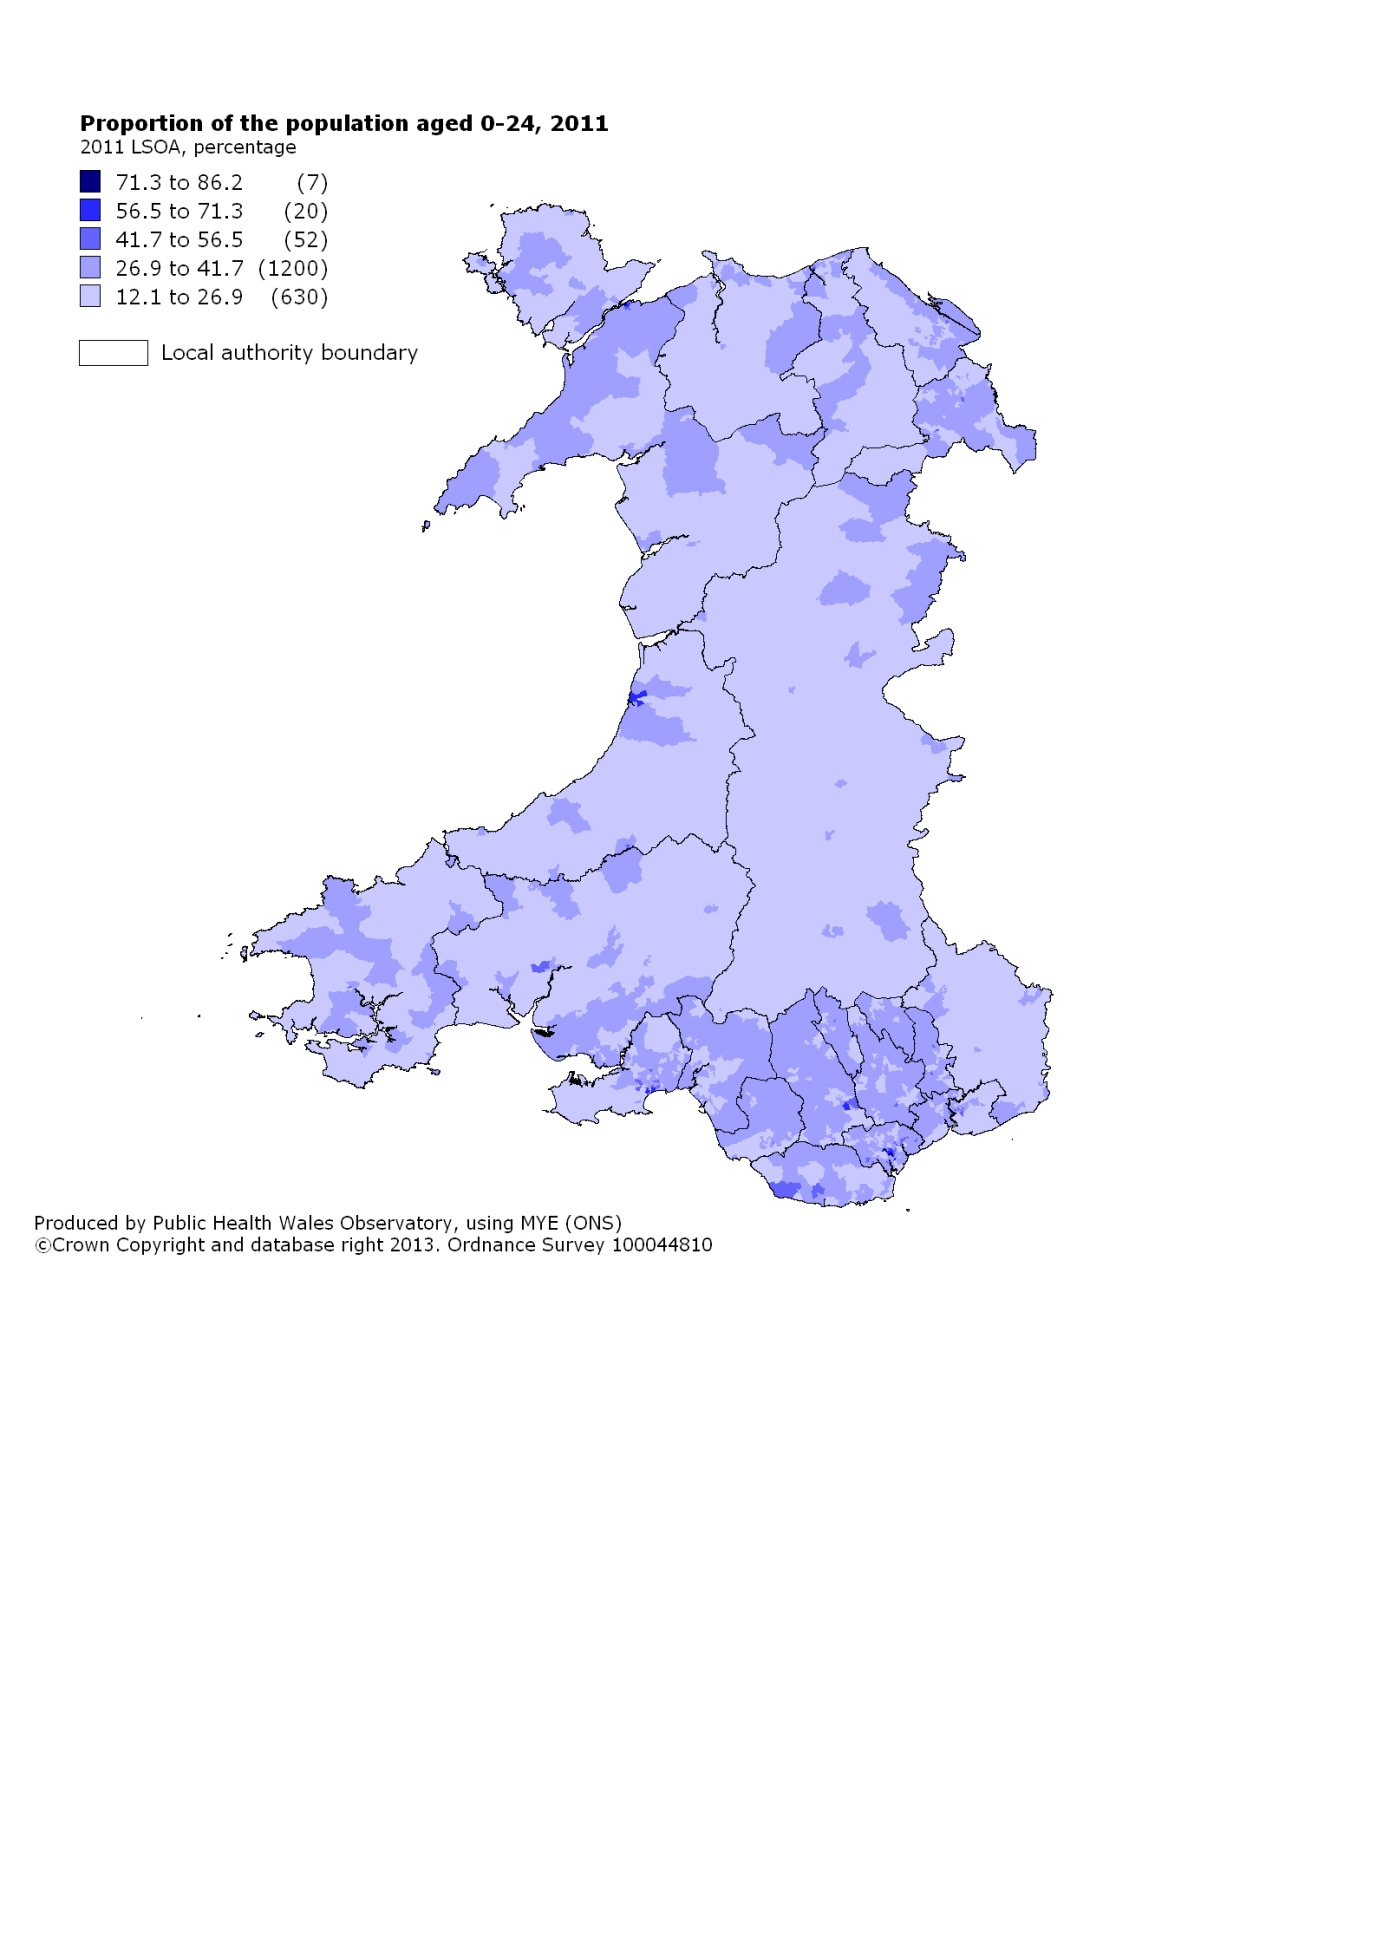 Proportion of the population aged 0-24, 2011
2011 LSOA, percentage
71.3 to 86.2 (7)
56.5 to 71.3 (20)
41.7 to 56.5 (52)
26.9 to 41.7 (1200)
12.1 to 26.9 (630)
Local authority boundary
Produced by Public Health Wales Observatory, using MYE (ONS)
©Crown Copyright and database right 2013. Ordnance Survey 100044810